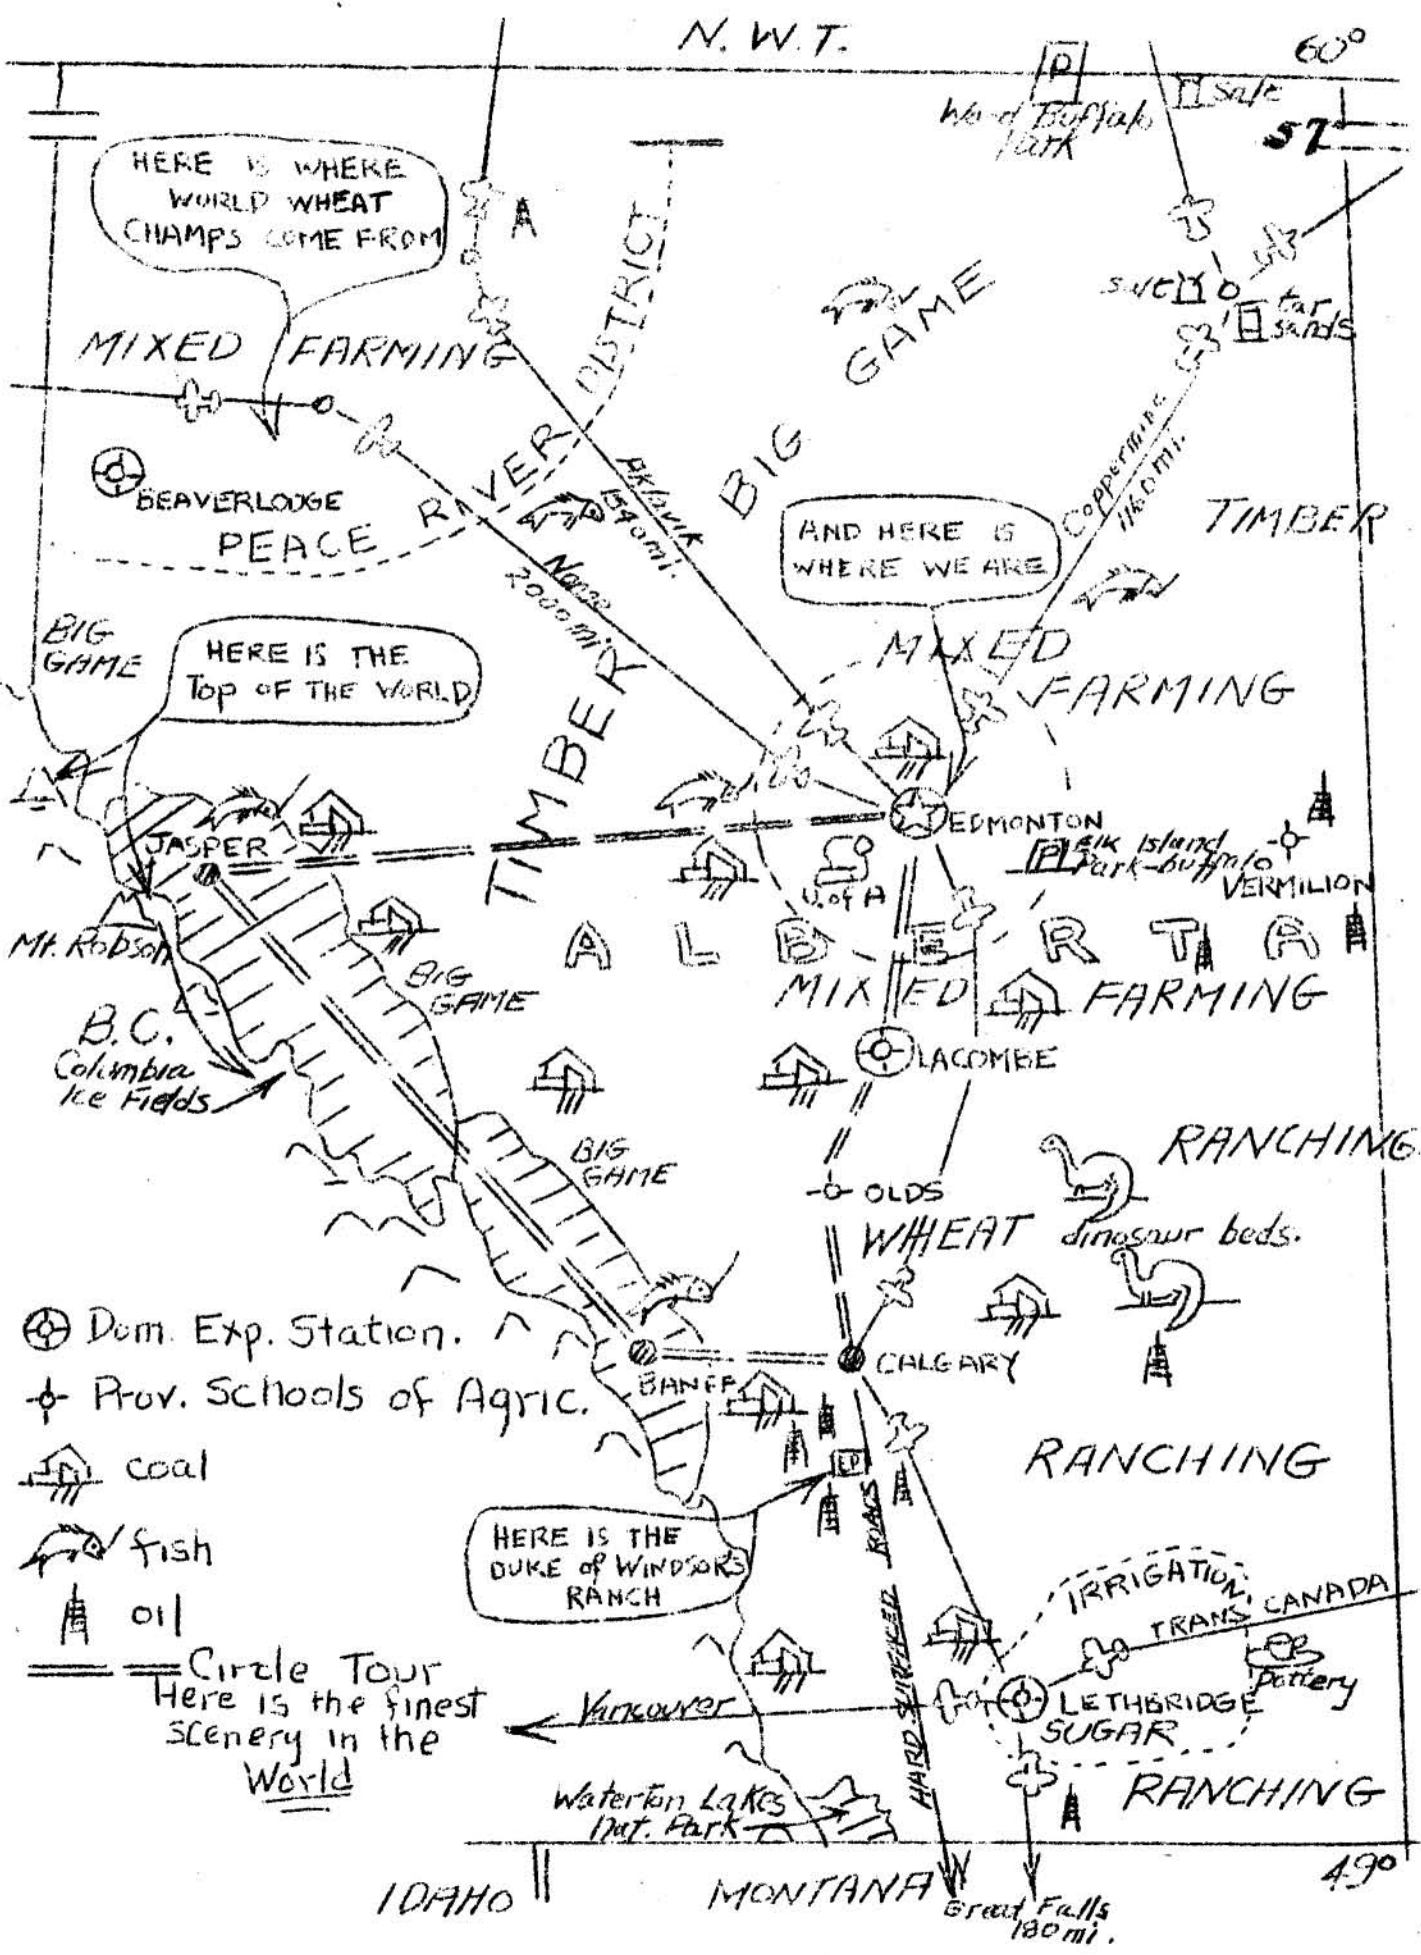 N.W.T.
60°
P
Wood Buffalo
Park
Salt
57
HERE IS WHERE
WORLD WHEAT
CHAMPS COME FROM
DISTRICT
BIG GAME
salt
tar
sands
MIXED FARMING
Coppermine
1160 mi.
BEAVERLODGE
PEACE RIVER
Aklavik
1540 mi.
Nome
2000 mi
AND HERE IS
WHERE WE ARE
TIMBER
BIG
GAME
HERE IS THE
Top OF THE WORLD
MIXED
FARMING
TIMBER
JASPER
EDMONTON
P
Elk Island
Park-buffalo
VERMILION
U. of A
Mt. Robson
ALBERTA
BIG
GAME
MIXED FARMING
B.C.
Columbia
Ice Fields
LACOMBE
BIG
GAME
RANCHING
OLDS
WHEAT
dinosaur beds.
Dom. Exp. Station.
Prov. Schools of Agric.
BANFF
CALGARY
coal
EP
RANCHING
HERE IS THE
DUKE of WINDSOR'S
RANCH
fish
oil
HARD SURFACED ROADS
IRRIGATION
TRANS CANADA
Circle Tour
Here is the finest
scenery in the
World
Vancouver
LETHBRIDGE
SUGAR
pottery
Waterton Lakes
Nat. Park
RANCHING
49°
IDAHO
MONTANA
Great Falls
180 mi.